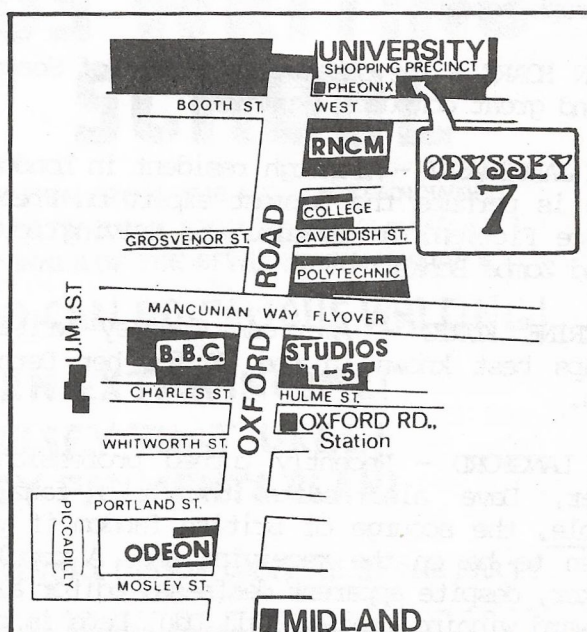 UNIVERSITY
SHOPPING PRECINCT
PHEONIX
BOOTH ST. WEST
RNCM
ODYSSEY
7
COLLEGE
GROSVENOR ST. CAVENDISH ST.
POLYTECHNIC
MANCUNIAN WAY FLYOVER
U.M.I.S.T
B.B.C.
STUDIOS
1-5
CHARLES ST. HULME ST.
OXFORD ROAD
OXFORD RD.,
Station
WHITWORTH ST.
PORTLAND ST.
PICCADILLY
ODEON
MOSLEY ST.
MIDLAND